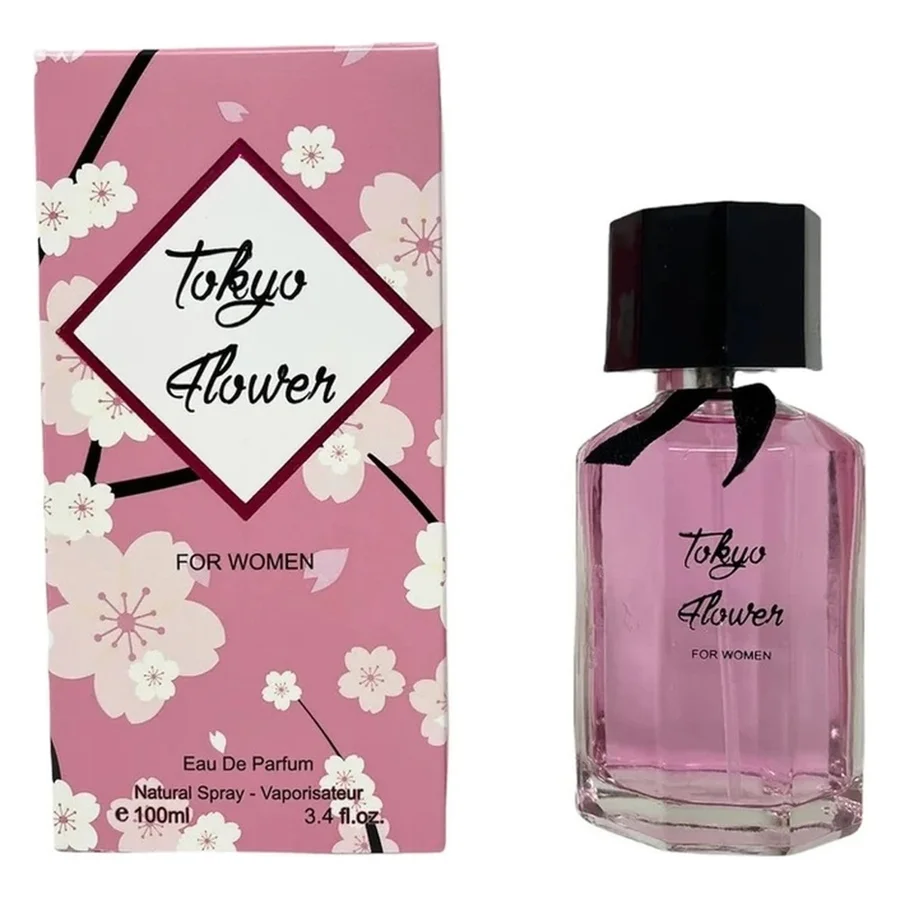 Tokyo
Flower
FOR WOMEN
Eau De Parfum
Natural Spray - Vaporisateur
e 100ml 3.4 fl.oz.
Tokyo
Flower
FOR WOMEN